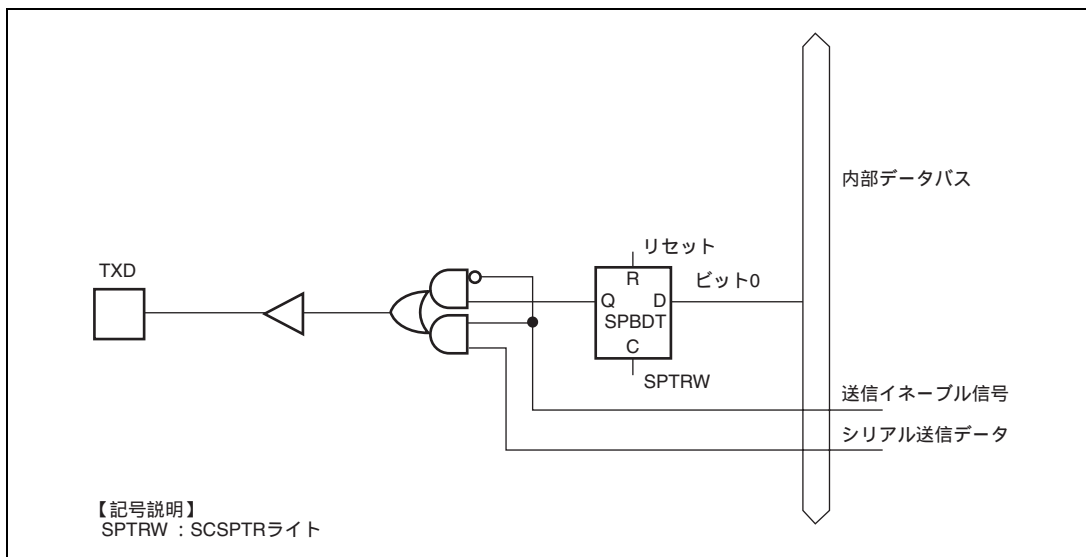 内部データバス
リセット
TXD
R
ビット0
Q
D
SPBDT
C
SPTRW
送信イネーブル信号
シリアル送信データ
【記号説明】
SPTRW : SCSPTRライト